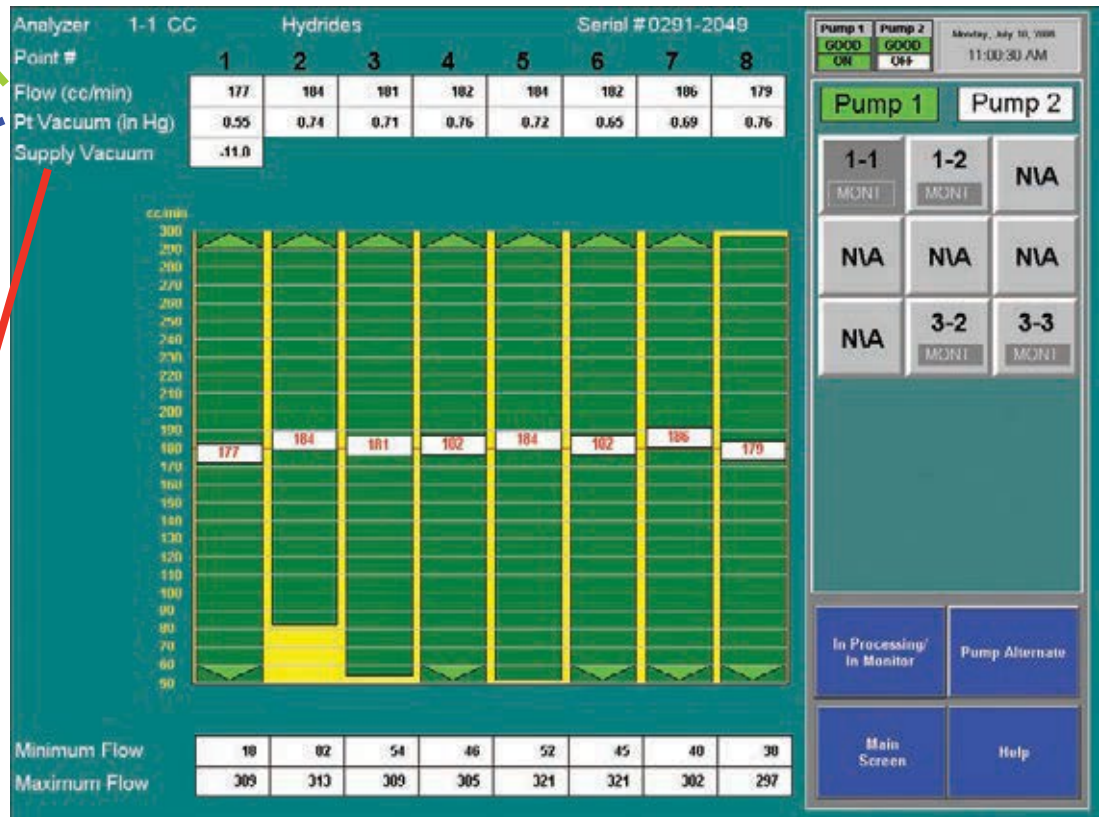 Analyzer 1-1 CC Hydrides Serial # 0291-2049
Point # 1 2 3 4 5 6 7 8
Flow (cc/min) 177 184 181 182 184 182 186 179
Pt Vacuum (in Hg) 0.55 0.74 0.71 0.76 0.72 0.65 0.69 0.76
Supply Vacuum -11.0
cc/min
300
290
280
270
260
250
240
230
220
210
200
190
180
170
160
150
140
130
120
110
100
90
80
70
60
50
177 184 181 182 184 182 186 179
Minimum Flow 18 82 54 46 52 45 40 38
Maximum Flow 309 313 309 305 321 321 302 297
Pump 1 Pump 2
GOOD GOOD
ON OFF
Monday, July 10,
11:00:30 AM
Pump 1 Pump 2
1-1 1-2 N\A
MONT MONT
N\A N\A N\A
N\A 3-2 3-3
MONT MONT
In Processing/
In Monitor
Pump Alternate
Main
Screen
Help